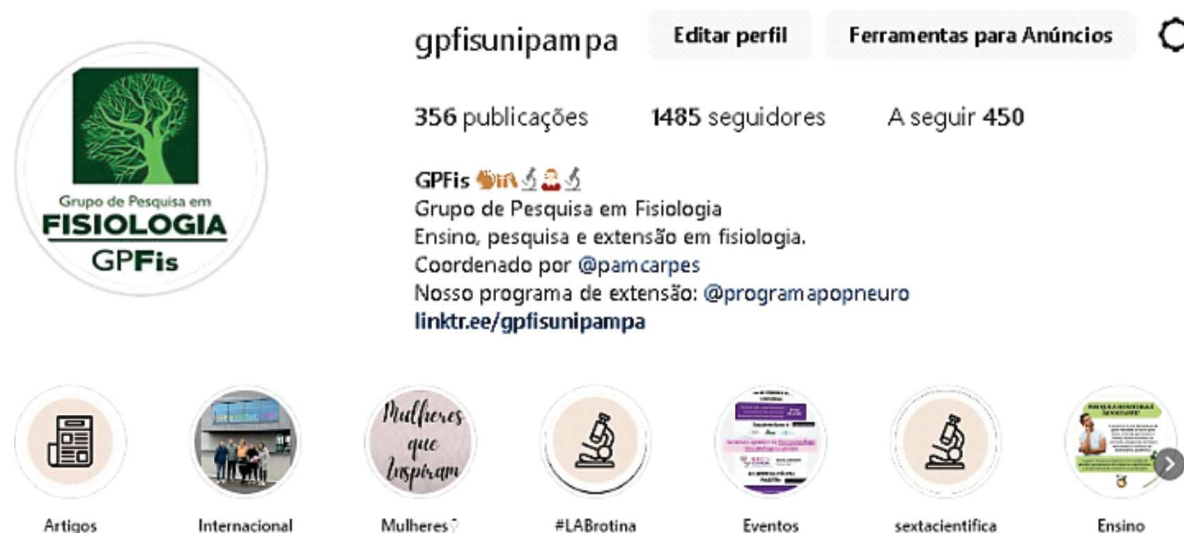 gpfisunipampa Editar perfil Ferramentas para Anúncios
356 publicações 1485 seguidores A seguir 450
Grupo de Pesquisa em
FISIOLOGIA
GPFis
GPFis
Grupo de Pesquisa em Fisiologia
Ensino, pesquisa e extensão em fisiologia.
Coordenado por @pamcarpes
Nosso programa de extensão: @programapopneuro
linktr.ee/gpfisunipampa
Mulheres
que
Inspiram
Artigos Internacional Mulheres #LABrotina Eventos sextacientifica Ensino